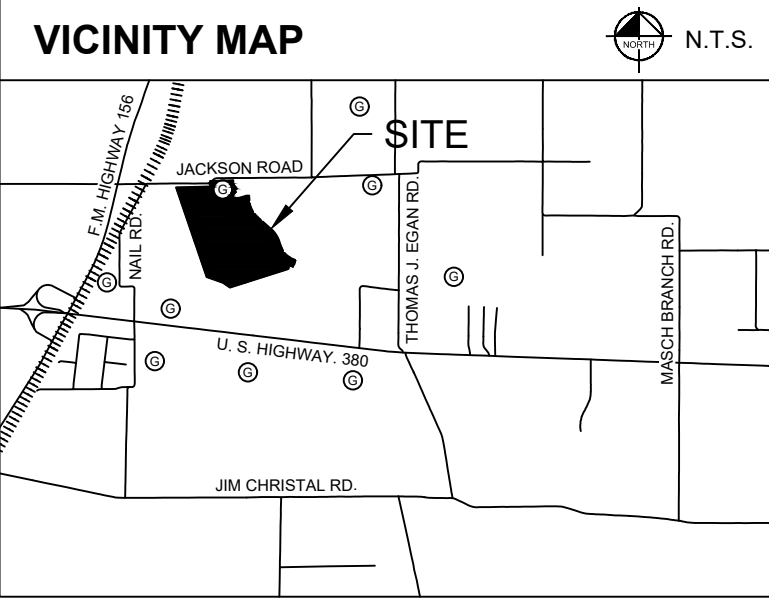 VICINITY MAP
NORTH
N.T.S.
G
SITE
F.M. HIGHWAY 156
JACKSON ROAD
G
G
NAIL RD.
THOMAS J. EGAN RD.
MASCH BRANCH RD.
G
G
G
U. S. HIGHWAY. 380
G
G
G
JIM CHRISTAL RD.